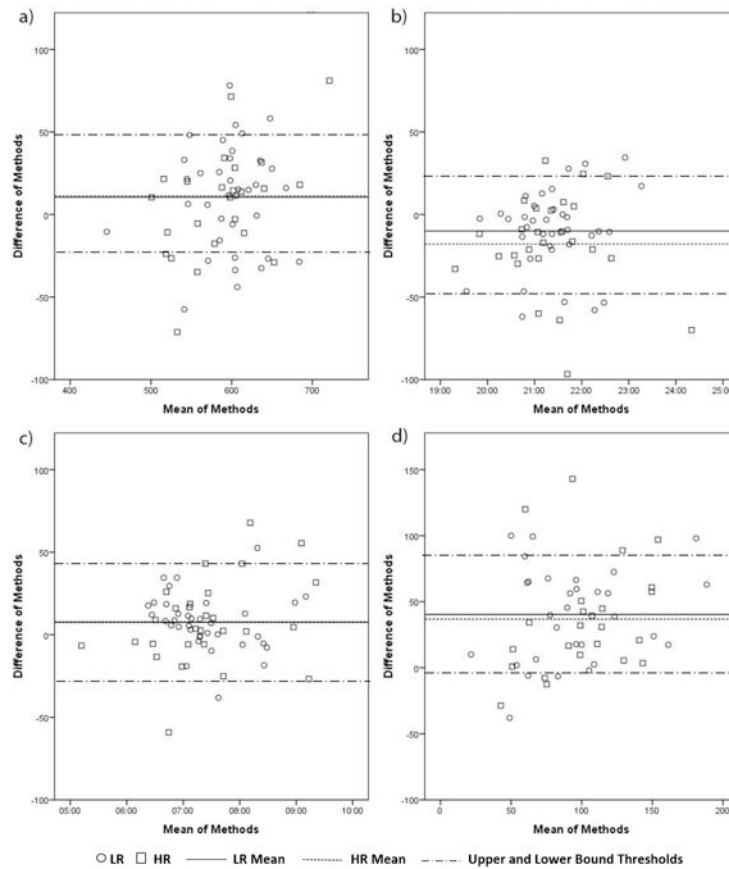 a)
100
50
0
-50
-100
Difference of Methods
400 500 600 700
Mean of Methods
b)
100
50
0
-50
-100
Difference of Methods
19:00 20:00 21:00 22:00 23:00 24:00 25:00
Mean of Methods
c)
100
50
0
-50
-100
Difference of Methods
05:00 06:00 07:00 08:00 09:00 10:00
Mean of Methods
d)
150
100
50
0
-50
-100
Difference of Methods
0 50 100 150 200
Mean of Methods
LR HR LR Mean HR Mean Upper and Lower Bound Thresholds